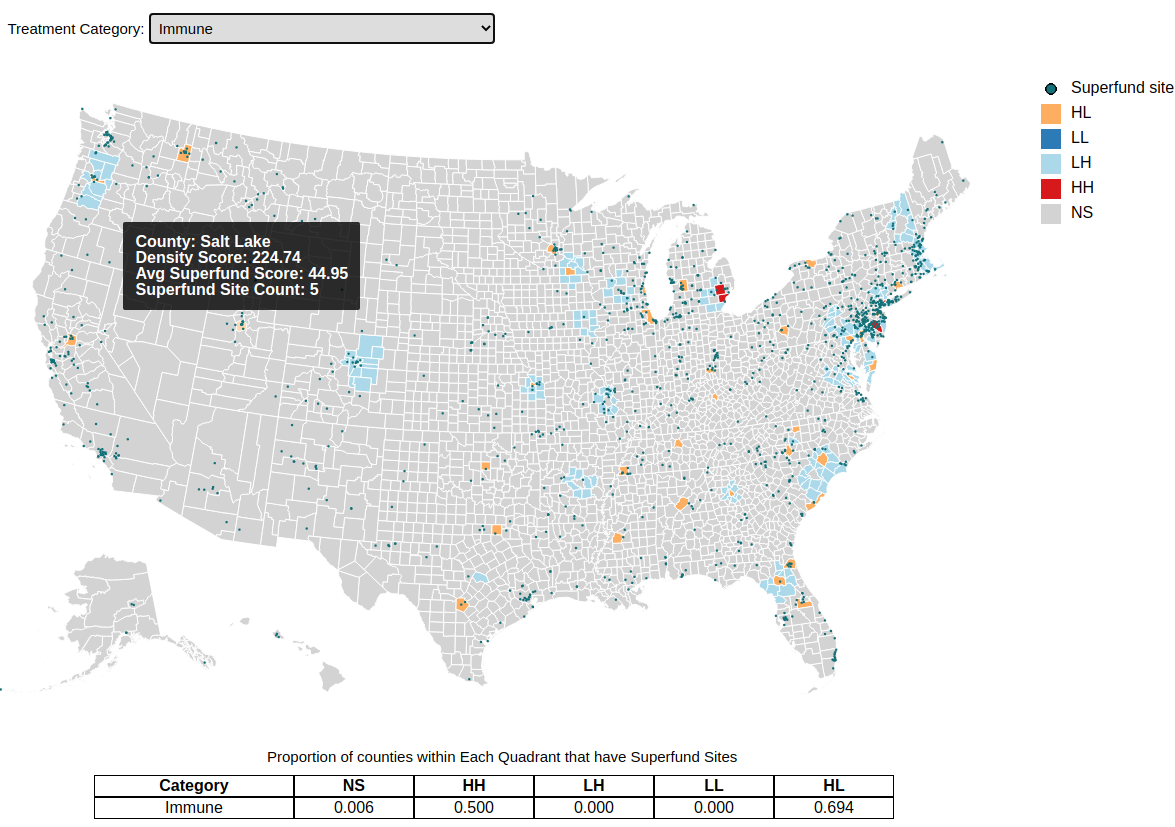 Treatment Category: Immune
Superfund site
HL
LL
LH
HH
NS
County: Salt Lake
Density Score: 224.74
Avg Superfund Score: 44.95
Superfund Site Count: 5
Proportion of counties within Each Quadrant that have Superfund Sites
Category NS HH LH LL HL
Immune 0.006 0.500 0.000 0.000 0.694